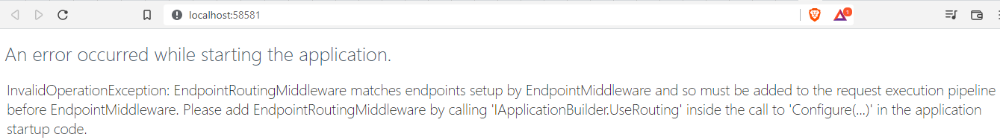 localhost:58581
1
An error occurred while starting the application.
InvalidOperationException: EndpointRoutingMiddleware matches endpoints setup by EndpointMiddleware and so must be added to the request execution pipeline
before EndpointMiddleware. Please add EndpointRoutingMiddleware by calling 'IApplicationBuilder.UseRouting' inside the call to 'Configure(...)' in the application
startup code.